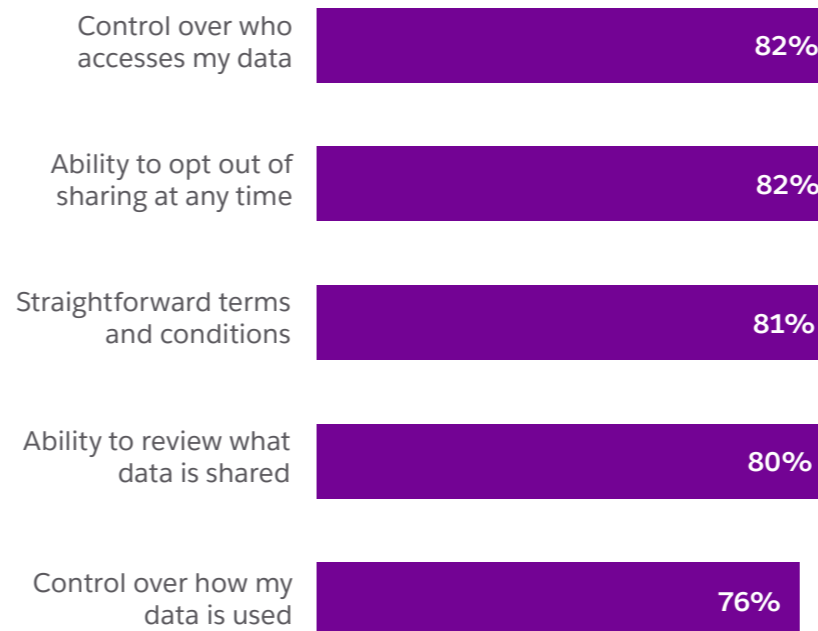 Control over who
accesses my data
82%
Ability to opt out of
sharing at any time
82%
Straightforward terms
and conditions
81%
Ability to review what
data is shared
80%
Control over how my
data is used
76%